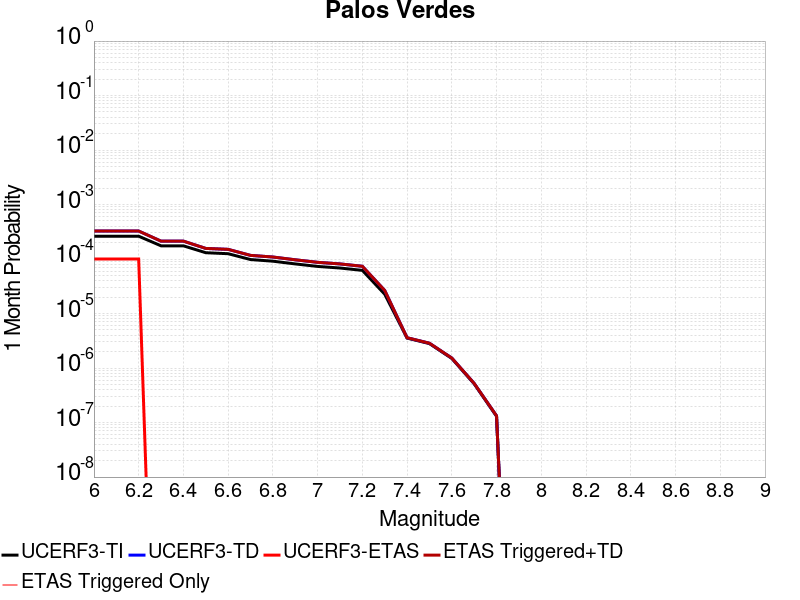 Palos Verdes
10^0
10^-1
10^-2
10^-3
10^-4
10^-5
10^-6
10^-7
10^-8
1 Month Probability
6 6.2 6.4 6.6 6.8 7 7.2 7.4 7.6 7.8 8 8.2 8.4 8.6 8.8 9
Magnitude
UCERF3-TI UCERF3-TD UCERF3-ETAS ETAS Triggered+TD
ETAS Triggered Only